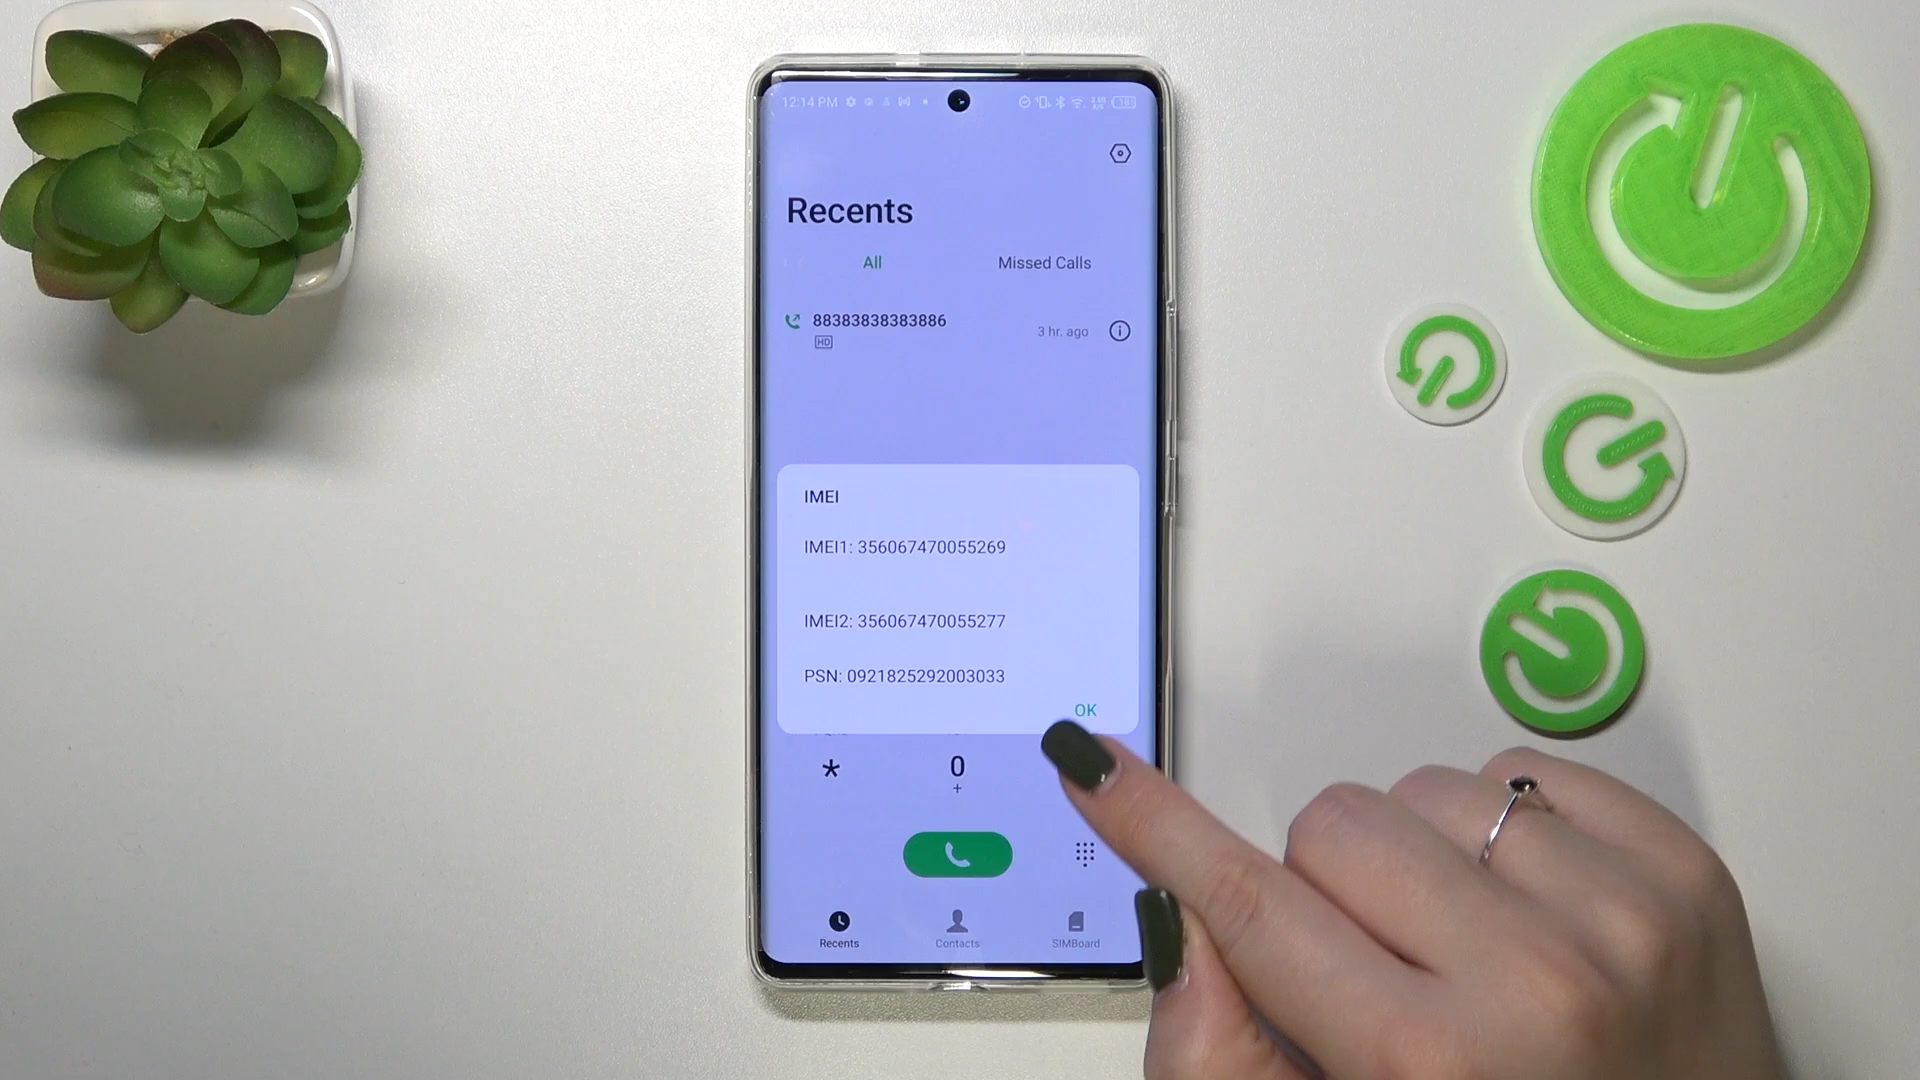 12:14 PM
Recents
All
Missed Calls
88383838383886
3 hr. ago
HD
IMEI
IMEI1: 356067470055269
IMEI2: 356067470055277
PSN: 0921825292003033
OK
*
0
+
Recents
Contacts
SIMBoard